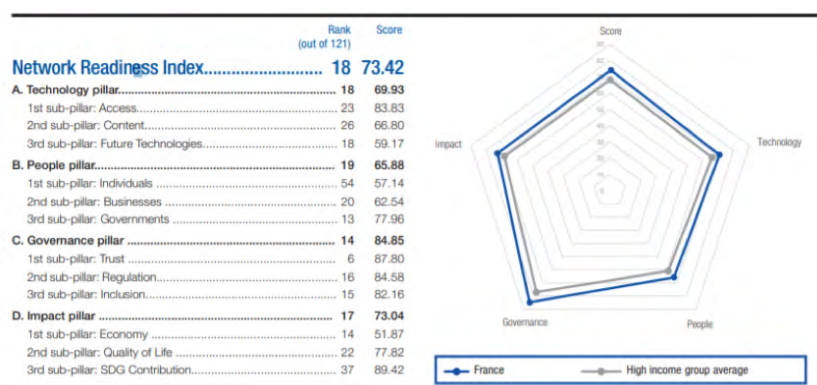 Rank Score
(out of 121)
Network Readiness Index........................... 18 73.42
A. Technology pillar................................................................. 18 69.93
1st sub-pillar: Access............................................................ 23 83.83
2nd sub-pillar: Content.......................................................... 26 66.80
3rd sub-pillar: Future Technologies......................................... 18 59.17
B. People pillar........................................................................ 19 65.88
1st sub-pillar: Individuals ....................................................... 54 57.14
2nd sub-pillar: Businesses ..................................................... 20 62.54
3rd sub-pillar: Governments .................................................. 13 77.96
C. Governance pillar ............................................................... 14 84.85
1st sub-pillar: Trust ............................................................... 6 87.80
2nd sub-pillar: Regulation....................................................... 16 84.58
3rd sub-pillar: Inclusion.......................................................... 15 82.16
D. Impact pillar ....................................................................... 17 73.04
1st sub-pillar: Economy ......................................................... 14 51.87
2nd sub-pillar: Quality of Life .................................................. 22 77.82
3rd sub-pillar: SDG Contribution............................................. 37 89.42
Score
Impact
Technology
Governance
People
France
High income group average